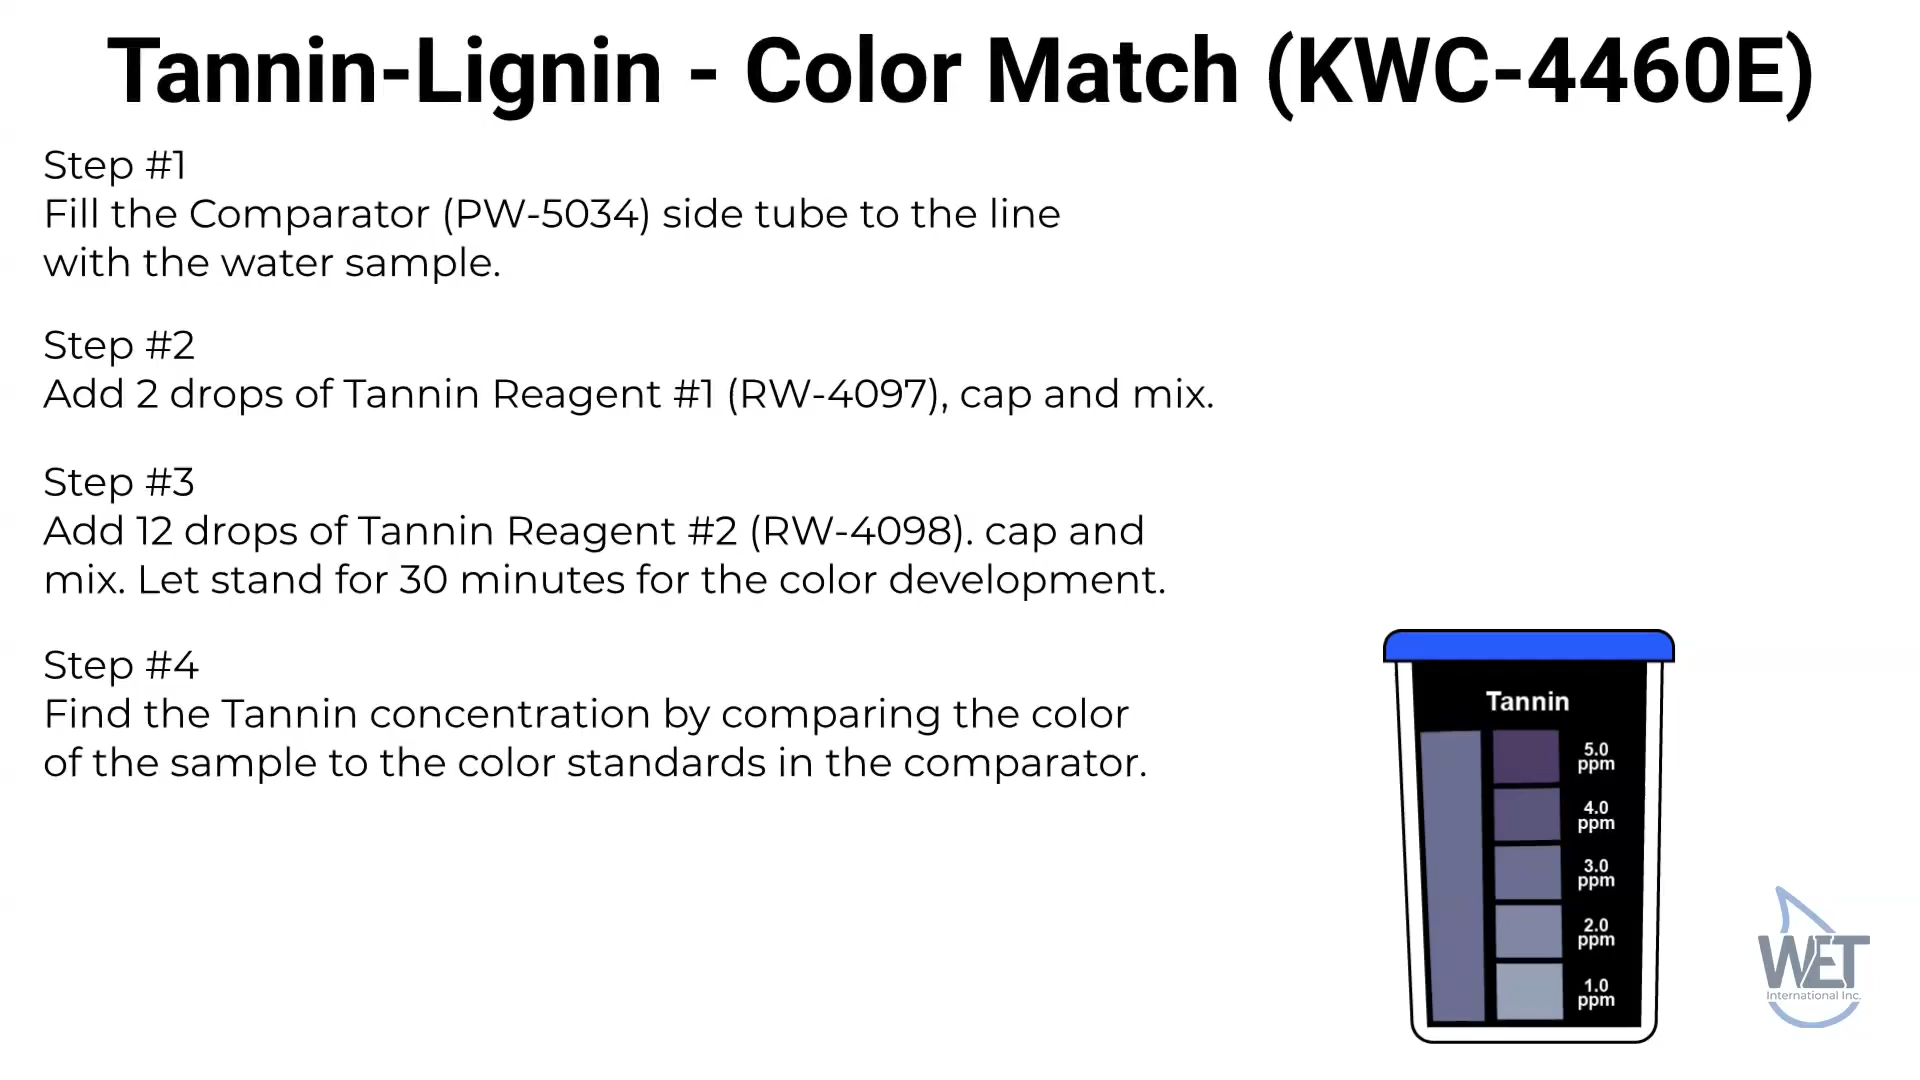 Tannin-Lignin - Color Match (KWC-4460E)
Step #1
Fill the Comparator (PW-5034) side tube to the line
with the water sample.
Step #2
Add 2 drops of Tannin Reagent #1 (RW-4097), cap and mix.
Step #3
Add 12 drops of Tannin Reagent #2 (RW-4098). cap and
mix. Let stand for 30 minutes for the color development.
Step #4
Find the Tannin concentration by comparing the color
of the sample to the color standards in the comparator.
Tannin
5.0
ppm
4.0
ppm
3.0
ppm
2.0
ppm
1.0
ppm
WET
International Inc.